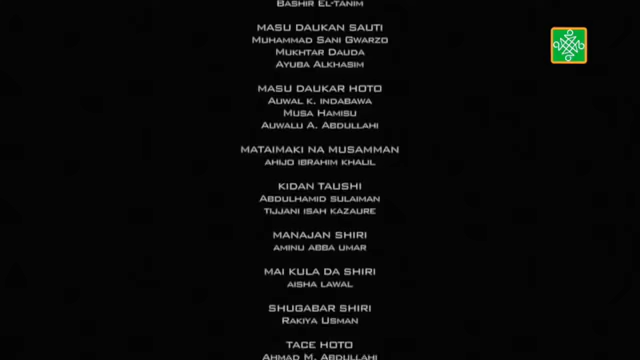 Bashir El-Tanim
MASU DAUKAN SAUTI
Muhammad Sani Gwarzo
Mukhtar Dauda
Ayuba Alkhasim
MASU DAUKAR HOTO
Auwal K. Indabawa
Musa Hamisu
Auwalu A. Abdullahi
MATAIMAKI NA MUSAMMAN
Ahijo Ibrahim Khalil
KIDAN TAUSHI
Abdulhamid Sulaiman
Tijjani Isah Kazaure
MANAJAN SHIRI
Aminu Abba Umar
MAI KULA DA SHIRI
Aisha Lawal
SHUGABAR SHIRI
Rakiya Usman
TACE HOTO
Ahmad M. Abdullahi